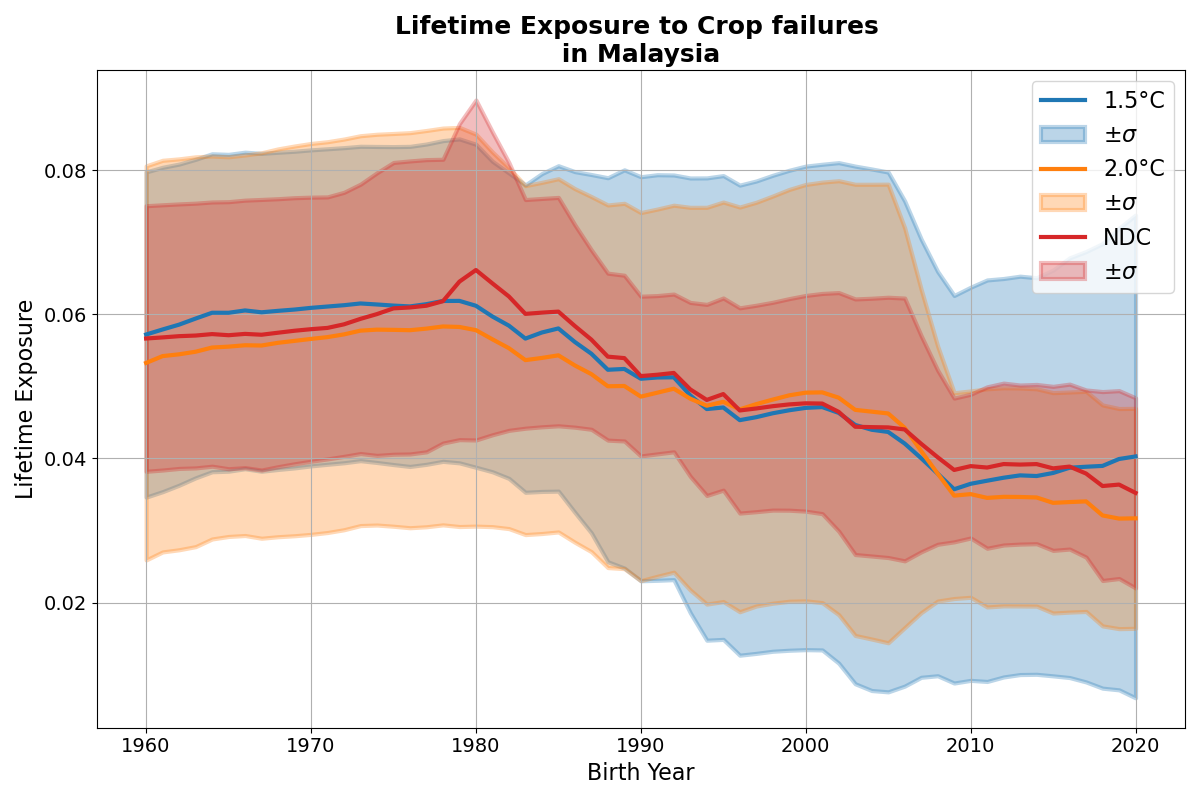 Lifetime Exposure to Crop failures
in Malaysia
1.5°C
±σ
2.0°C
±σ
NDC
±σ
Lifetime Exposure
0.08
0.06
0.04
0.02
1960 1970 1980 1990 2000 2010 2020
Birth Year